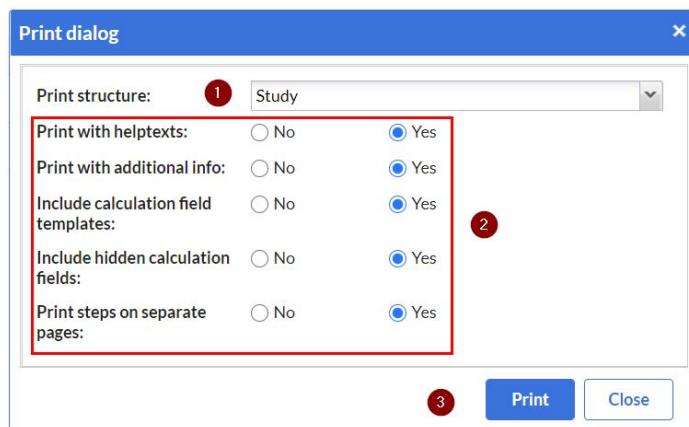 Print dialog ×
Print structure: 1 Study
Print with helptexts: No Yes
Print with additional info: No Yes
Include calculation field No Yes
templates:
2
Include hidden calculation No Yes
fields:
Print steps on separate No Yes
pages:
3 Print Close